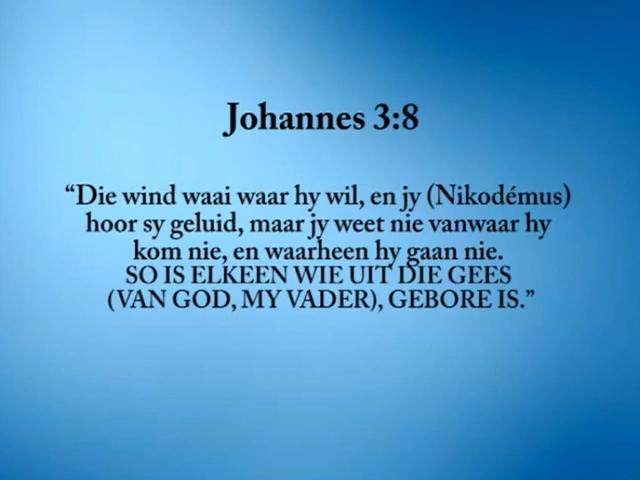 Johannes 3:8
“Die wind waai waar hy wil, en jy (Nikodémus)
hoor sy geluid, maar jy weet nie vanwaar hy
kom nie, en waarheen hy gaan nie.
SO IS ELKEEN WIE UIT DIE GEES
(VAN GOD, MY VADER), GEBORE IS.”